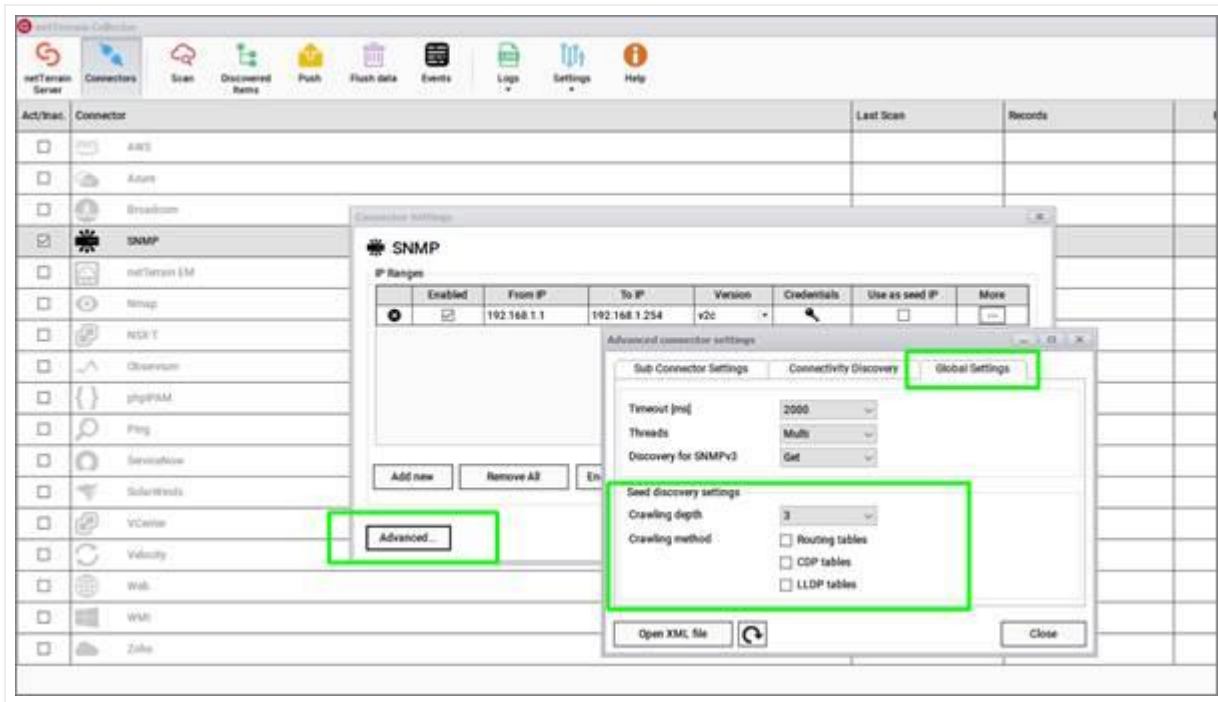 netTerrain Collector
netTerrain Server
Connectors
Scan
Discovered Items
Push
Flush data
Events
Logs
Settings
Help
Act/Inac. Connector Last Scan Records
AWS
Azure
Broadcom
SNMP
netTerrain EM
Nmap
NSX-T
Observium
phpIPAM
Ping
ServiceNow
SolarWinds
VCenter
Velocity
Web
WMI
Zoho
Connector Settings
SNMP
IP Ranges
Enabled From IP To IP Version Credentials Use as seed IP More
192.168.1.1 192.168.1.254 v2c ...
Add new Remove All En
Advanced...
Advanced connector settings
Sub Connector Settings Connectivity Discovery Global Settings
Timeout [ms] 2000
Threads Multi
Discovery for SNMPv3 Get
Seed discovery settings
Crawling depth 3
Crawling method Routing tables
CDP tables
LLDP tables
Open XML file Close